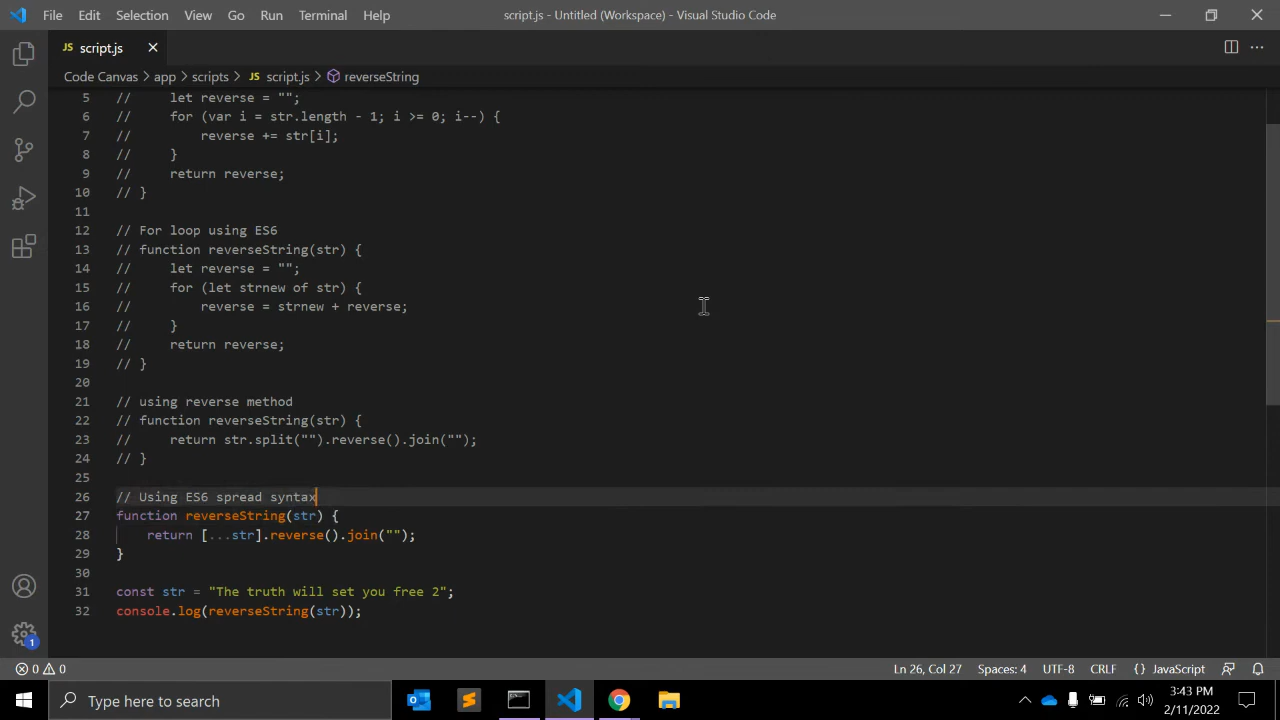 File Edit Selection View Go Run Terminal Help script.js - Untitled (Workspace) - Visual Studio Code
JS script.js
Code Canvas > app > scripts > JS script.js > reverseString
5 //     let reverse = "";
6 //     for (var i = str.length - 1; i >= 0; i--) {
7 //         reverse += str[i];
8 //     }
9 //     return reverse;
10 // }
11
12 // For loop using ES6
13 // function reverseString(str) {
14 //     let reverse = "";
15 //     for (let strnew of str) {
16 //         reverse = strnew + reverse;
17 //     }
18 //     return reverse;
19 // }
20
21 // using reverse method
22 // function reverseString(str) {
23 //     return str.split("").reverse().join("");
24 // }
25
26 // Using ES6 spread syntax
27 function reverseString(str) {
28     return [...str].reverse().join("");
29 }
30
31 const str = "The truth will set you free 2";
32 console.log(reverseString(str));
1
0 0 Ln 26, Col 27 Spaces: 4 UTF-8 CRLF {} JavaScript
Type here to search
3:43 PM
2/11/2022